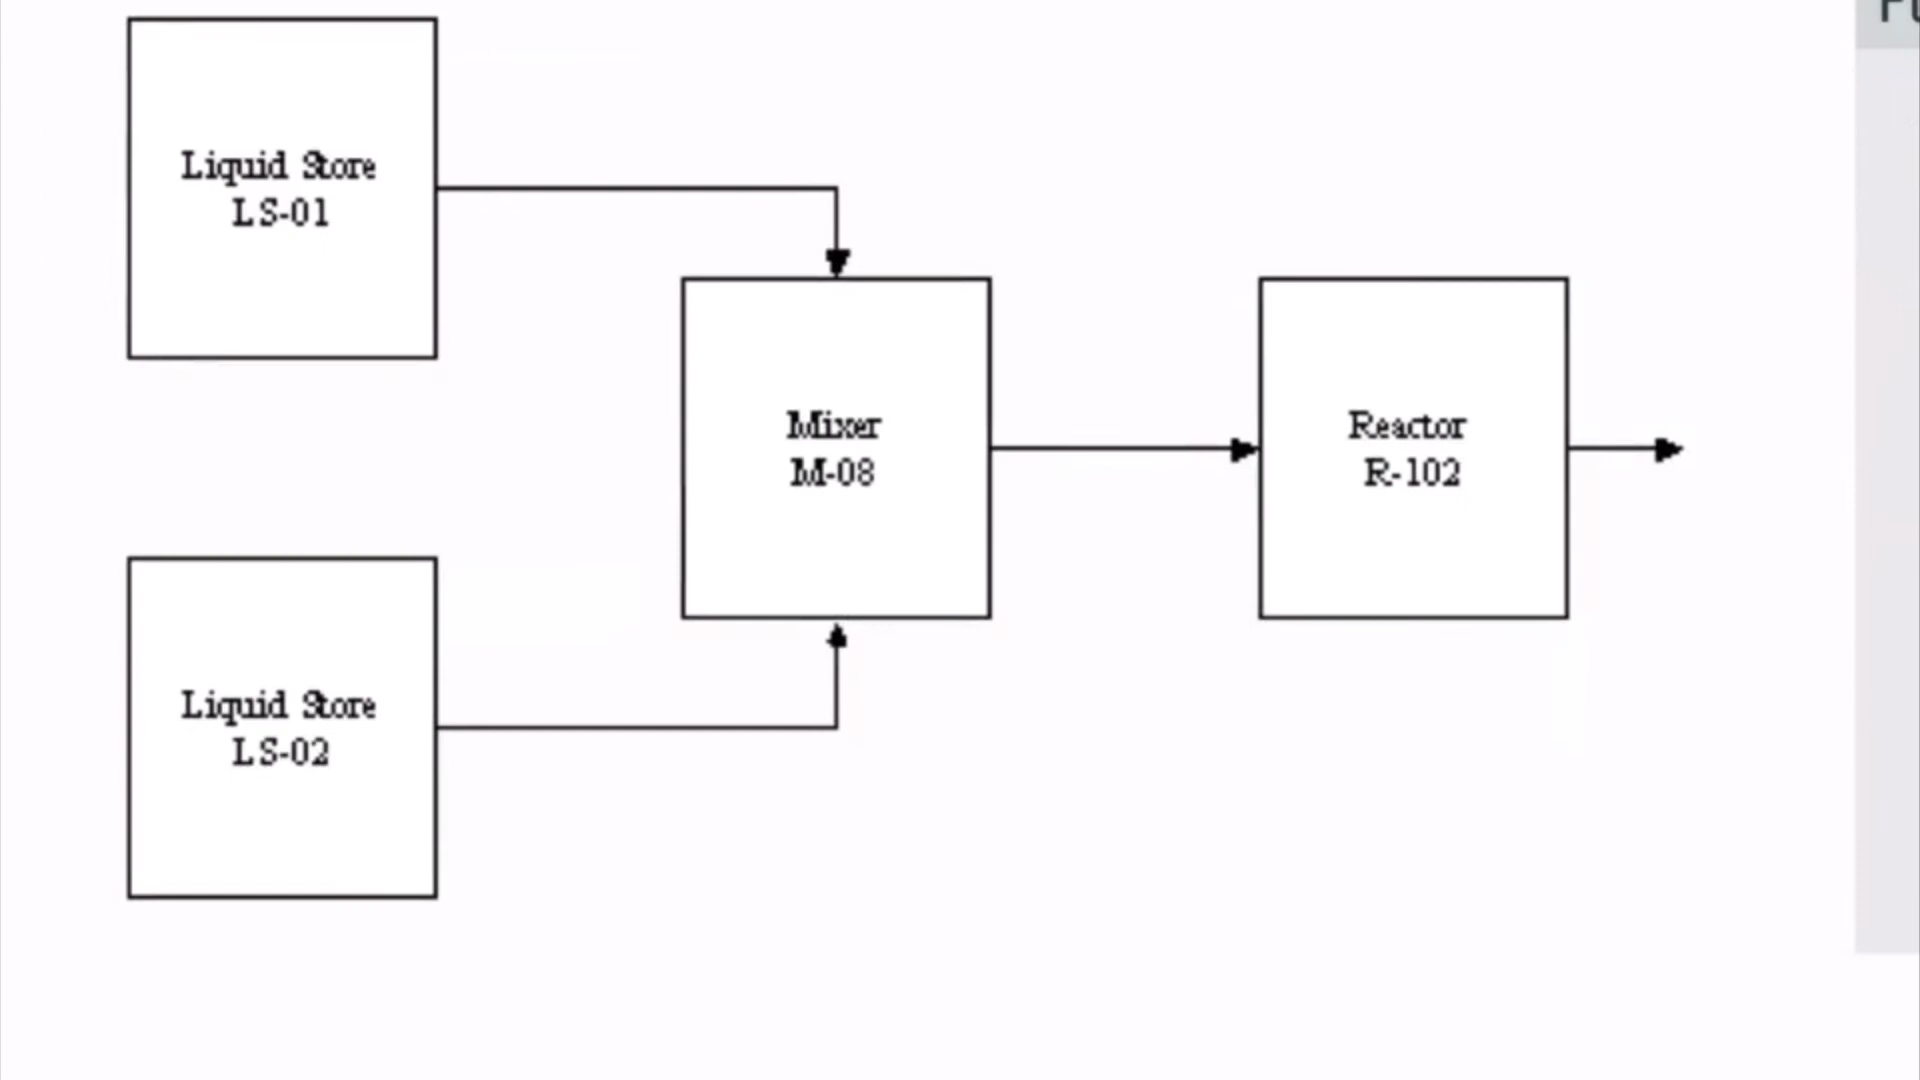 Liquid Store
LS-01
Mixer
M-08
Reactor
R-102
Liquid Store
LS-02